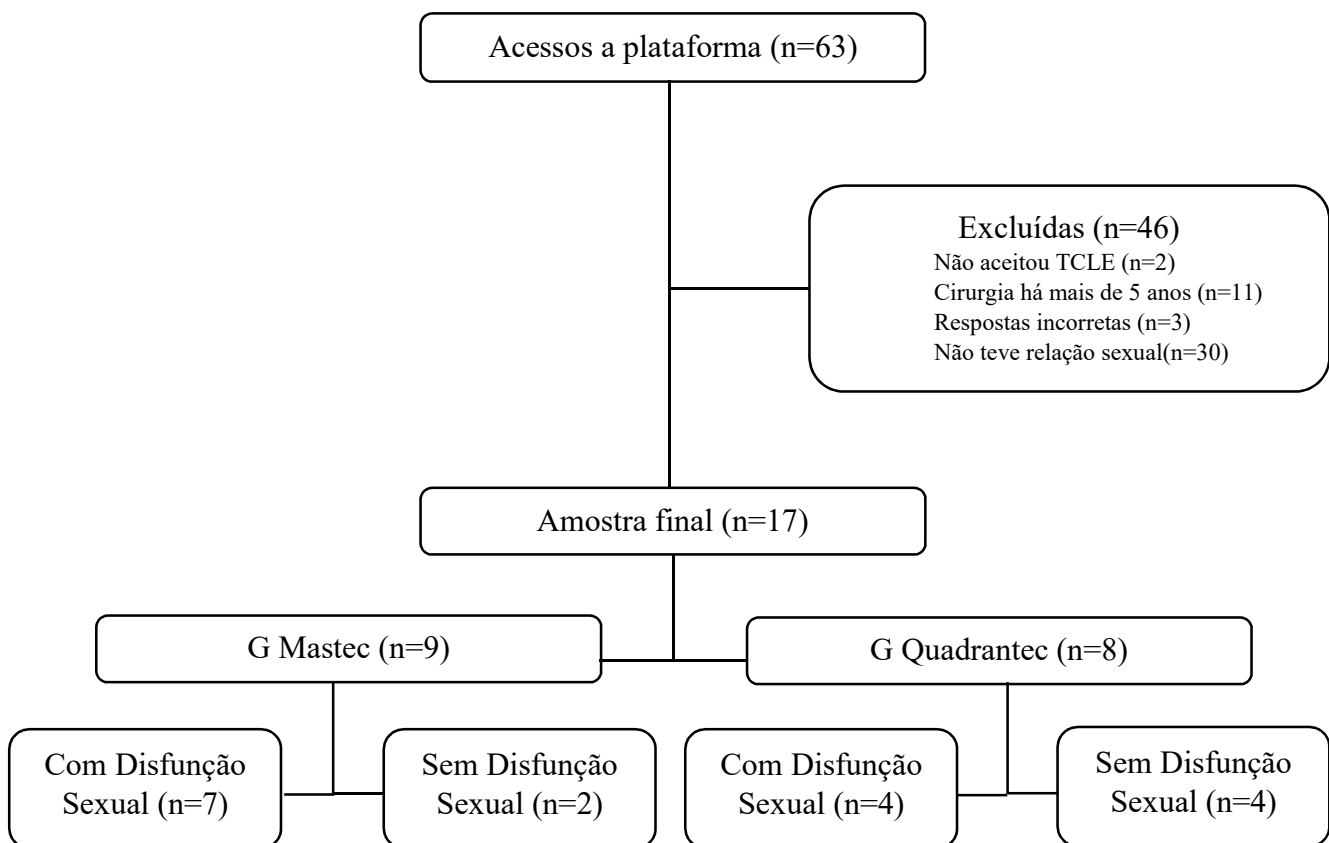 Acessos a plataforma (n=63)
Excluídas (n=46)
Não aceitou TCLE (n=2)
Cirurgia há mais de 5 anos (n=11)
Respostas incorretas (n=3)
Não teve relação sexual(n=30)
Amostra final (n=17)
G Mastec (n=9)
G Quadrantec (n=8)
Com Disfunção
Sexual (n=7)
Sem Disfunção
Sexual (n=2)
Com Disfunção
Sexual (n=4)
Sem Disfunção
Sexual (n=4)